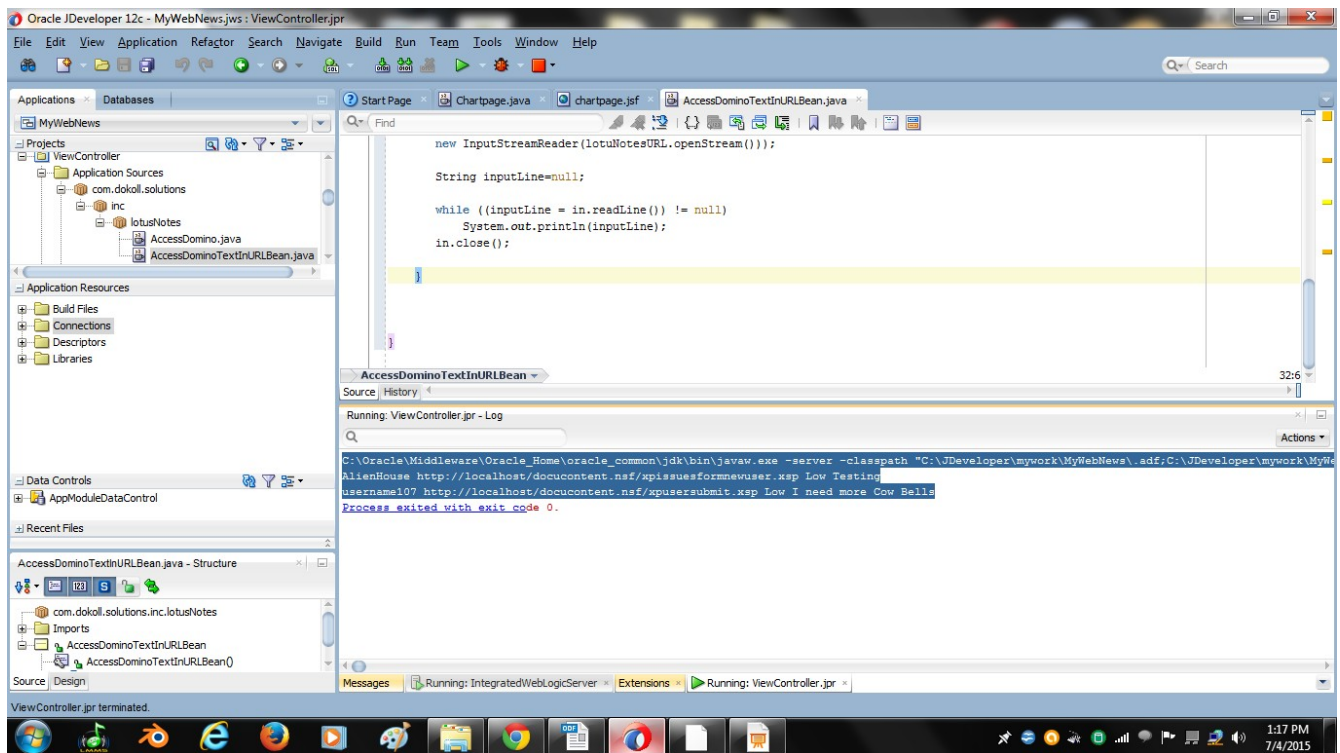 Oracle JDeveloper 12c - MyWebNews.jws : ViewController.jpr
File Edit View Application Refactor Search Navigate Build Run Team Tools Window Help
Search
Applications Databases
Start Page Chartpage.java chartpage.jsf AccessDominoTextInURLBean.java
MyWebNews
Find
Projects
ViewController
Application Sources
com.dokoll.solutions
inc
lotusNotes
AccessDomino.java
AccessDominoTextInURLBean.java
new InputStreamReader(lotuNotesURL.openStream()));
String inputLine=null;
while ((inputLine = in.readLine()) != null)
System.out.println(inputLine);
in.close();
}
}
Application Resources
Build Files
Connections
Descriptors
Libraries
AccessDominoTextInURLBean
32:6
Source History
Running: ViewController.jpr - Log
Actions
C:\Oracle\Middleware\Oracle_Home\oracle_common\jdk\bin\javaw.exe -server -classpath "C:\JDeveloper\mywork\MyWebNews\.adf;C:\JDeveloper\mywork\MyWe
AlienHouse http://localhost/docucontent.nsf/xpissuesformnewuser.xsp Low Testing
username107 http://localhost/docucontent.nsf/xpusersubmit.xsp Low I need more Cow Bells
Process exited with exit code 0.
Data Controls
AppModuleDataControl
Recent Files
AccessDominoTextInURLBean.java - Structure
com.dokoll.solutions.inc.lotusNotes
Imports
AccessDominoTextInURLBean
AccessDominoTextInURLBean()
Source Design
Messages Running: IntegratedWebLogicServer Extensions Running: ViewController.jpr
ViewController.jpr terminated.
1:17 PM
7/4/2015